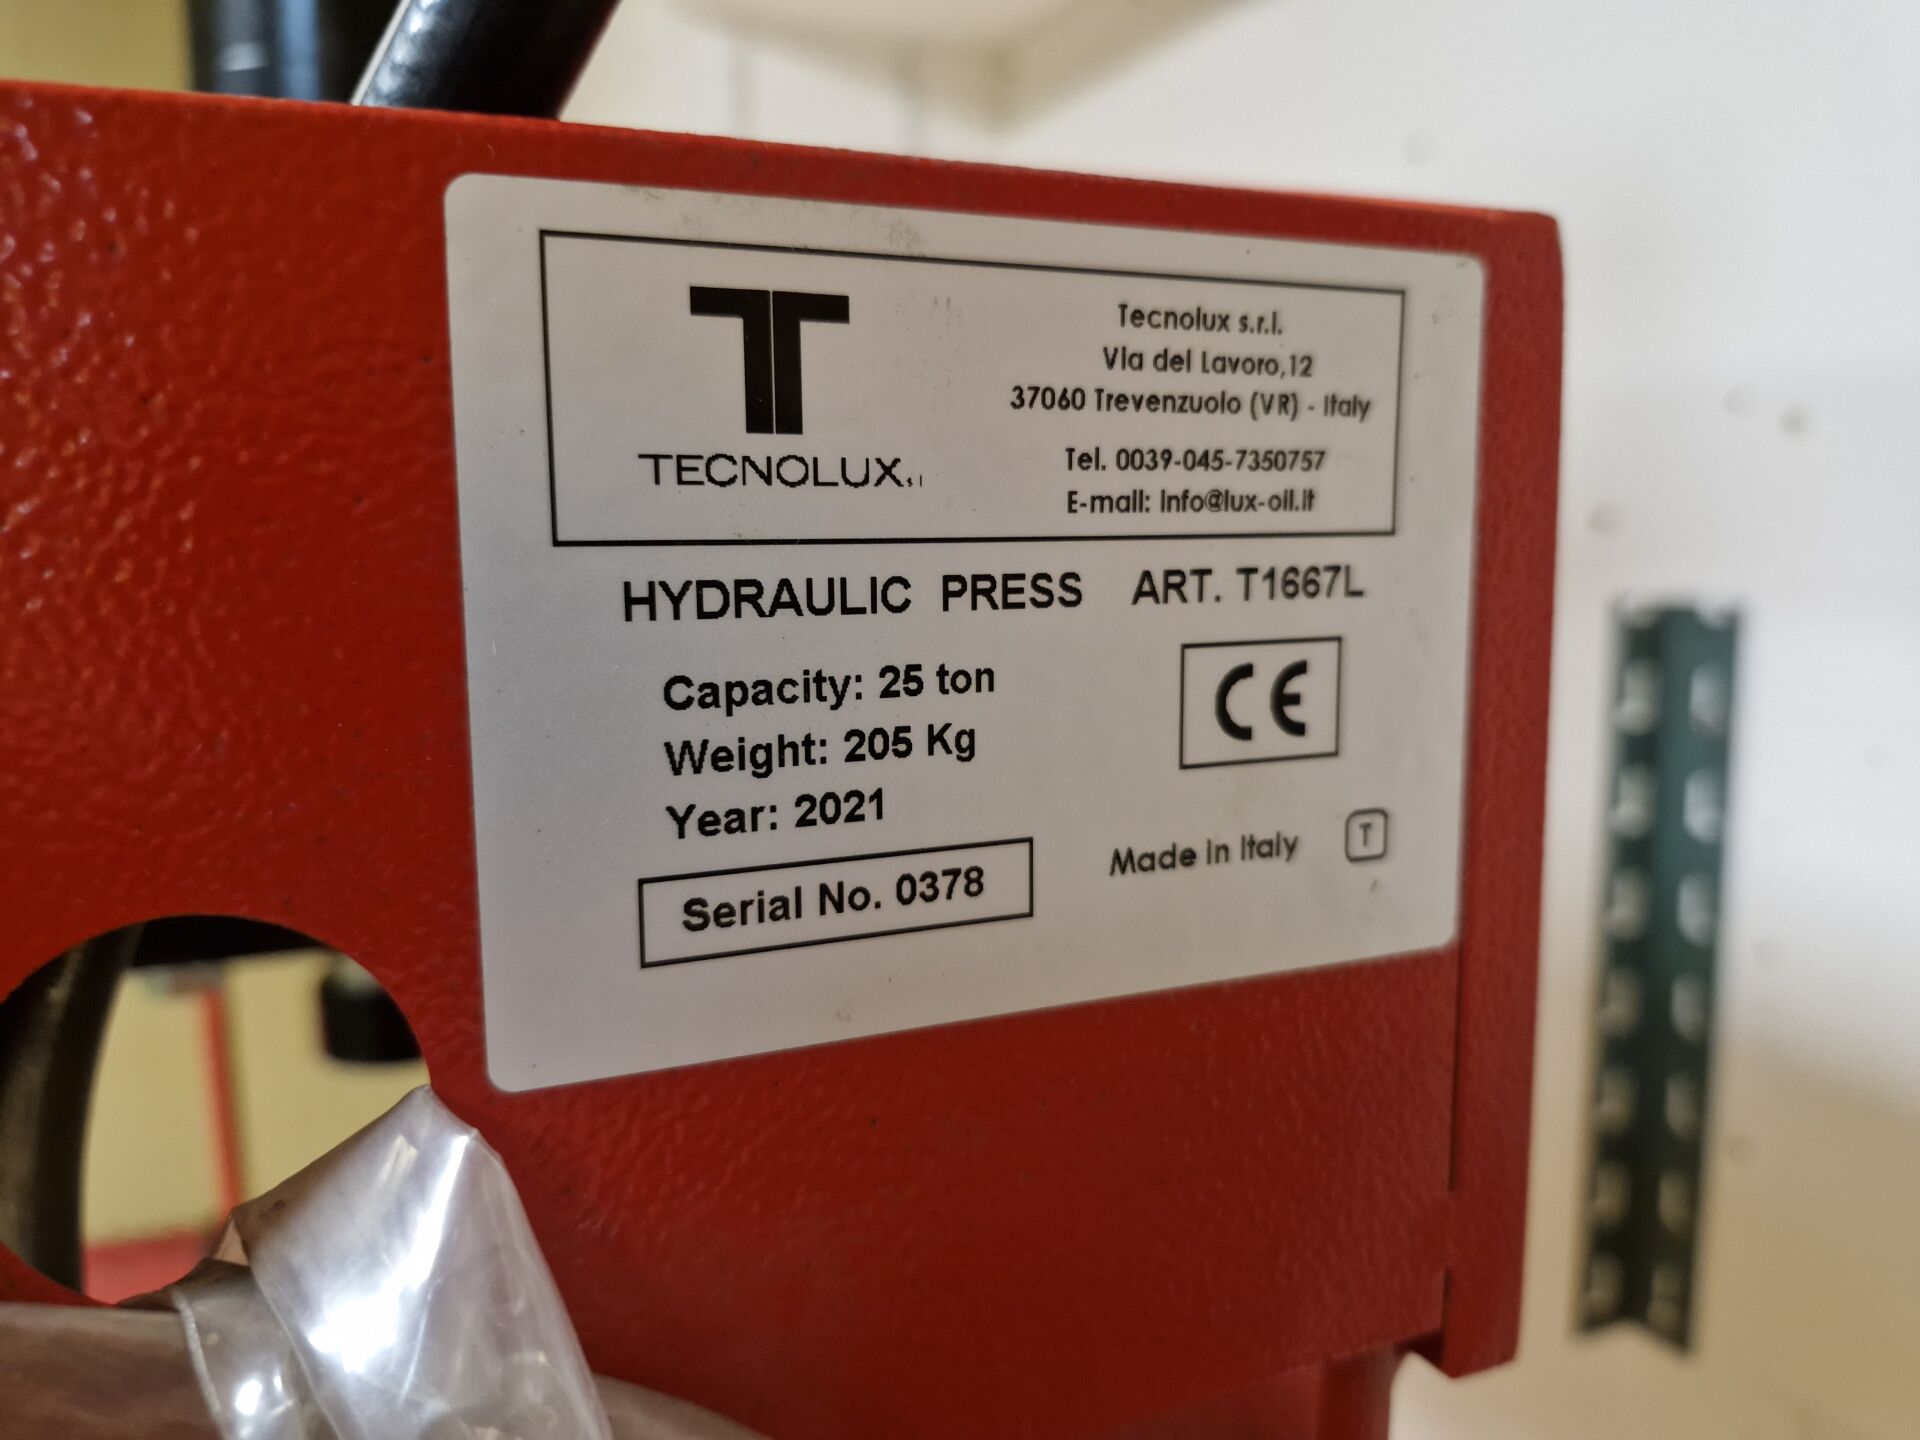 T
TECNOLUX
Tecnolux s.r.l.
Via del Lavoro,12
37060 Trevenzuolo (VR) - Italy
Tel. 0039-045-7350757
E-mail: info@lux-oil.it
HYDRAULIC PRESS ART. T1667L
Capacity: 25 ton
Weight: 205 Kg
Year: 2021
CE
Serial No. 0378
Made in Italy T